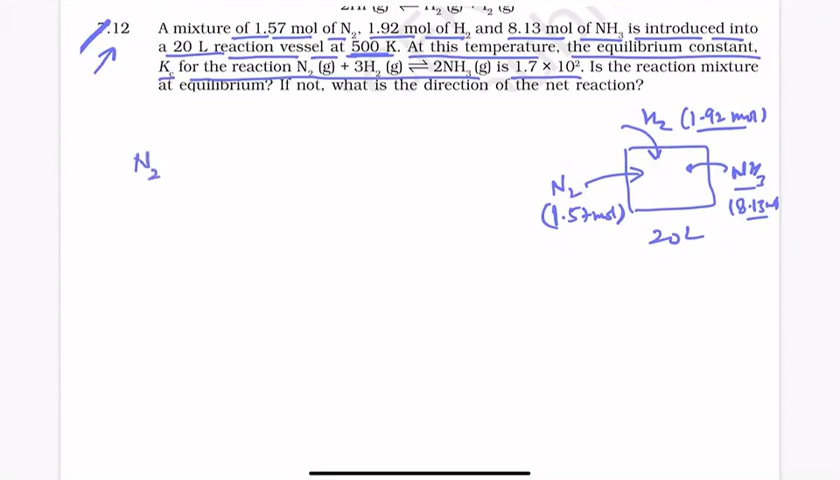 7.12 A mixture of 1.57 mol of N₂, 1.92 mol of H₂ and 8.13 mol of NH₃ is introduced into
a 20 L reaction vessel at 500 K. At this temperature, the equilibrium constant,
K꜀ for the reaction N₂ (g) + 3H₂ (g) ⇌ 2NH₃ (g) is 1.7 × 10². Is the reaction mixture
at equilibrium? If not, what is the direction of the net reaction?
H₂ (1.92 mol)
N₂
N₂
NH₃
(1.57 mol)
(8.13
20L